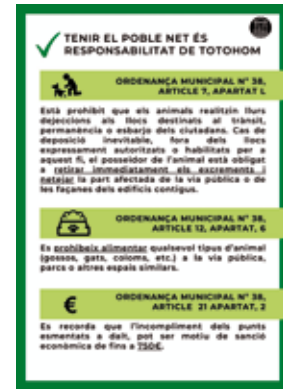 TENIR EL POBLE NET ÉS
RESPONSABILITAT DE TOTOHOM
ORDENANÇA MUNICIPAL Nº 38,
ARTICLE 7, APARTAT L
Està prohibit que els animals realitzin llurs
dejeccions als llocs destinats al trànsit,
permanència o esbarjo dels ciutadans. Cas de
deposició inevitable, fora dels llocs
expressament autoritzats o habilitats per a
aquest fi, el posseïdor de l'animal està obligat
a retirar immediatament els excrements i
netejar la part afectada de la via pública o de
les façanes dels edificis contigus.
ORDENANÇA MUNICIPAL Nº 38,
ARTICLE 12, APARTAT, 6
Es prohibeix alimentar qualsevol tipus d'animal
(gossos, gats, coloms, etc.) a la via pública,
parcs o altres espais similars.
€
ORDENANÇA MUNICIPAL Nº 38,
ARTICLE 21 APARTAT, 2
Es recorda que l'incompliment dels punts
esmentats a dalt, pot ser motiu de sanció
econòmica de fins a 750€.